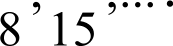 8, 15, ....